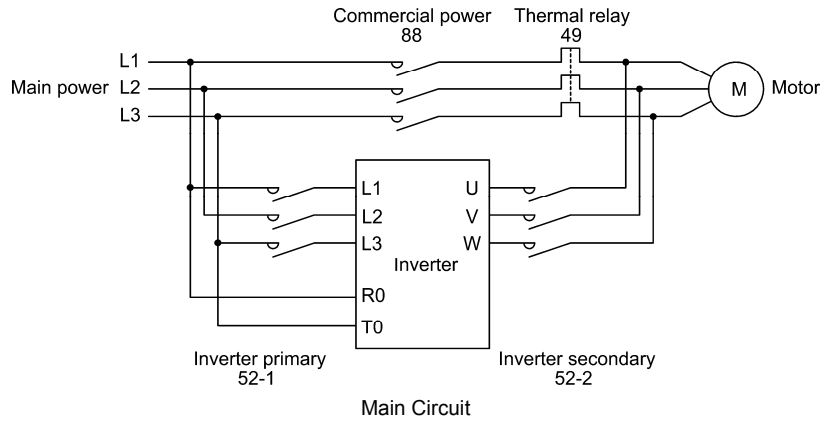 Commercial power
88
Thermal relay
49
L1
Main power
L2
L3
M
Motor
L1
U
L2
V
L3
W
Inverter
R0
T0
Inverter primary
52-1
Inverter secondary
52-2
Main Circuit